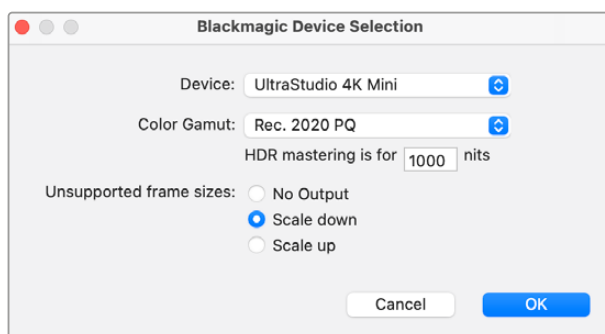 Blackmagic Device Selection
Device: UltraStudio 4K Mini
Color Gamut: Rec. 2020 PQ
HDR mastering is for 1000 nits
Unsupported frame sizes: No Output
Scale down
Scale up
Cancel OK